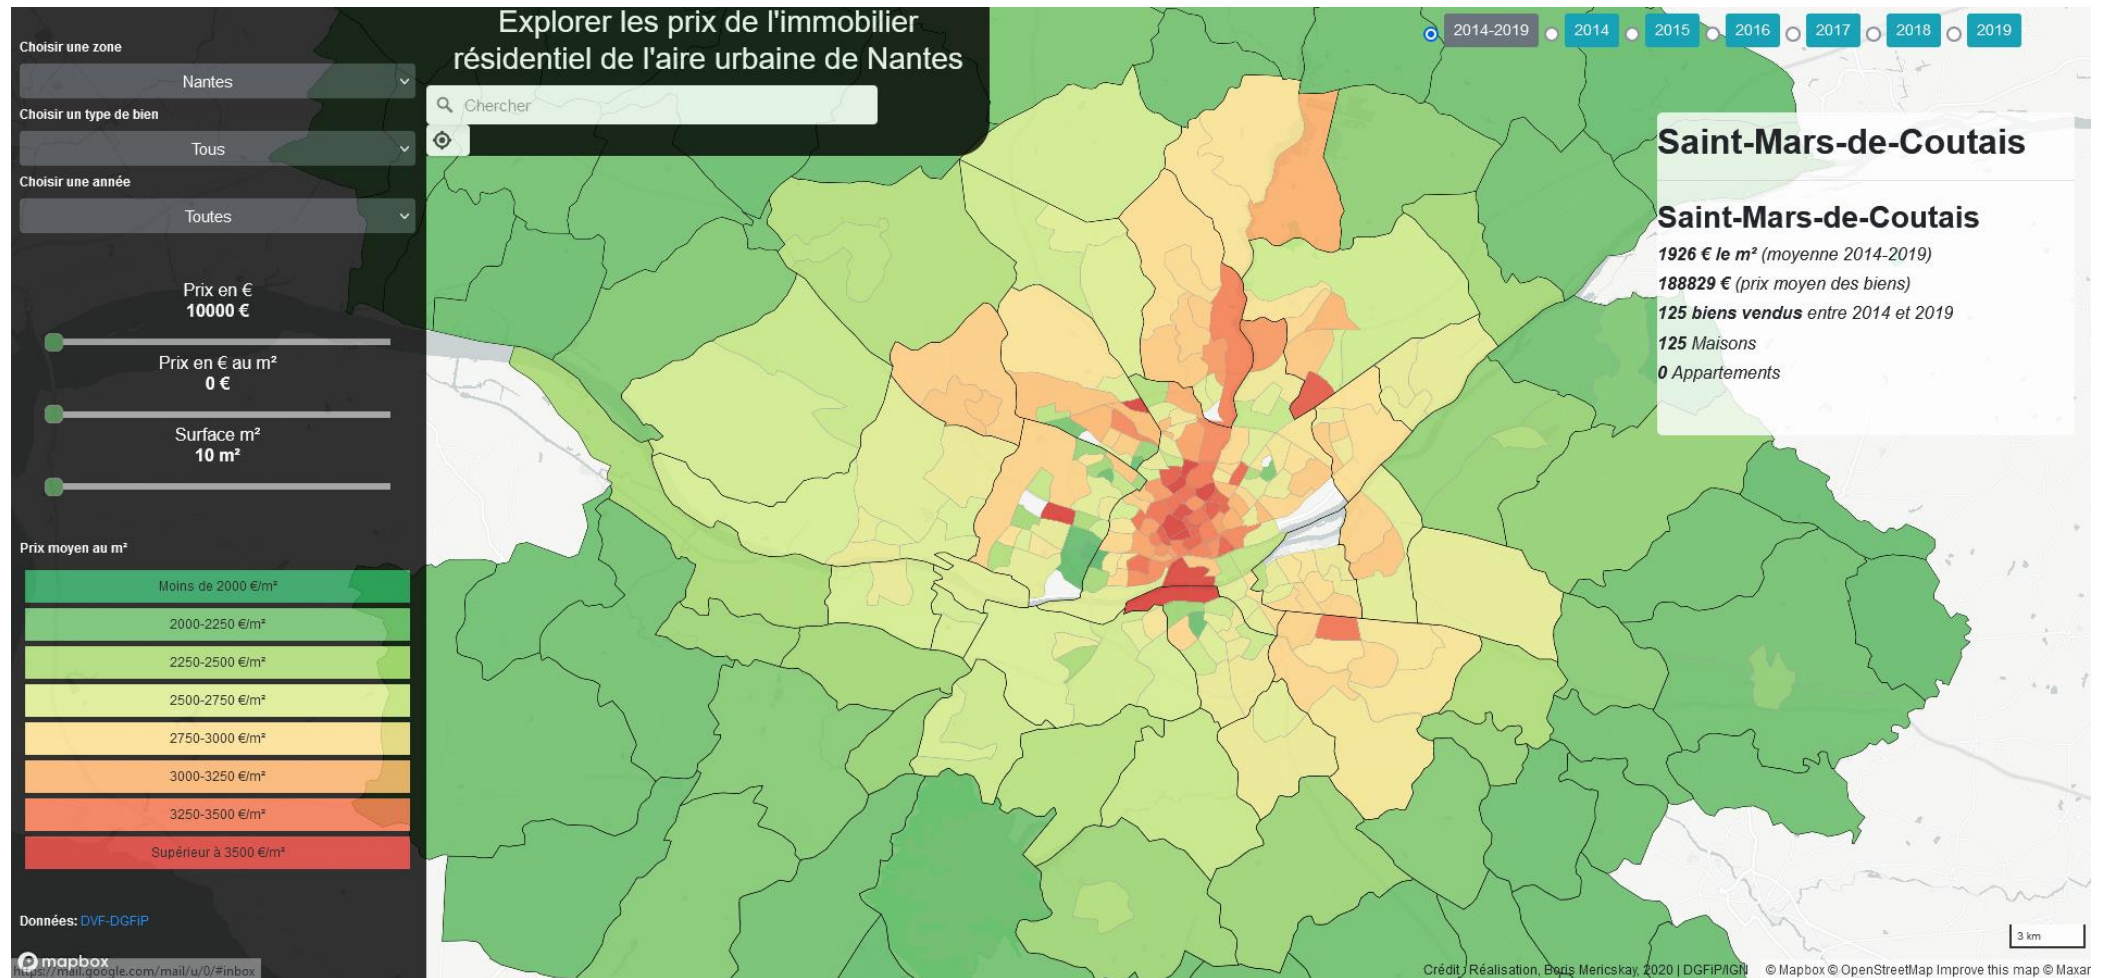 Explorer les prix de l'immobilier
résidentiel de l'aire urbaine de Nantes
Chercher
Choisir une zone
Nantes
Choisir un type de bien
Tous
Choisir une année
Toutes
Prix en €
10000 €
Prix en € au m²
0 €
Surface m²
10 m²
Prix moyen au m²
Moins de 2000 €/m²
2000-2250 €/m²
2250-2500 €/m²
2500-2750 €/m²
2750-3000 €/m²
3000-3250 €/m²
3250-3500 €/m²
Supérieur à 3500 €/m²
Données: DVF-DGFiP
mapbox
https://mail.google.com/mail/u/0/#inbox
2014-2019 2014 2015 2016 2017 2018 2019
Saint-Mars-de-Coutais
Saint-Mars-de-Coutais
1926 € le m² (moyenne 2014-2019)
188829 € (prix moyen des biens)
125 biens vendus entre 2014 et 2019
125 Maisons
0 Appartements
3 km
Crédit, Réalisation, Boris Mericskay, 2020 | DGFiP/IGN © Mapbox © OpenStreetMap Improve this map © Maxar